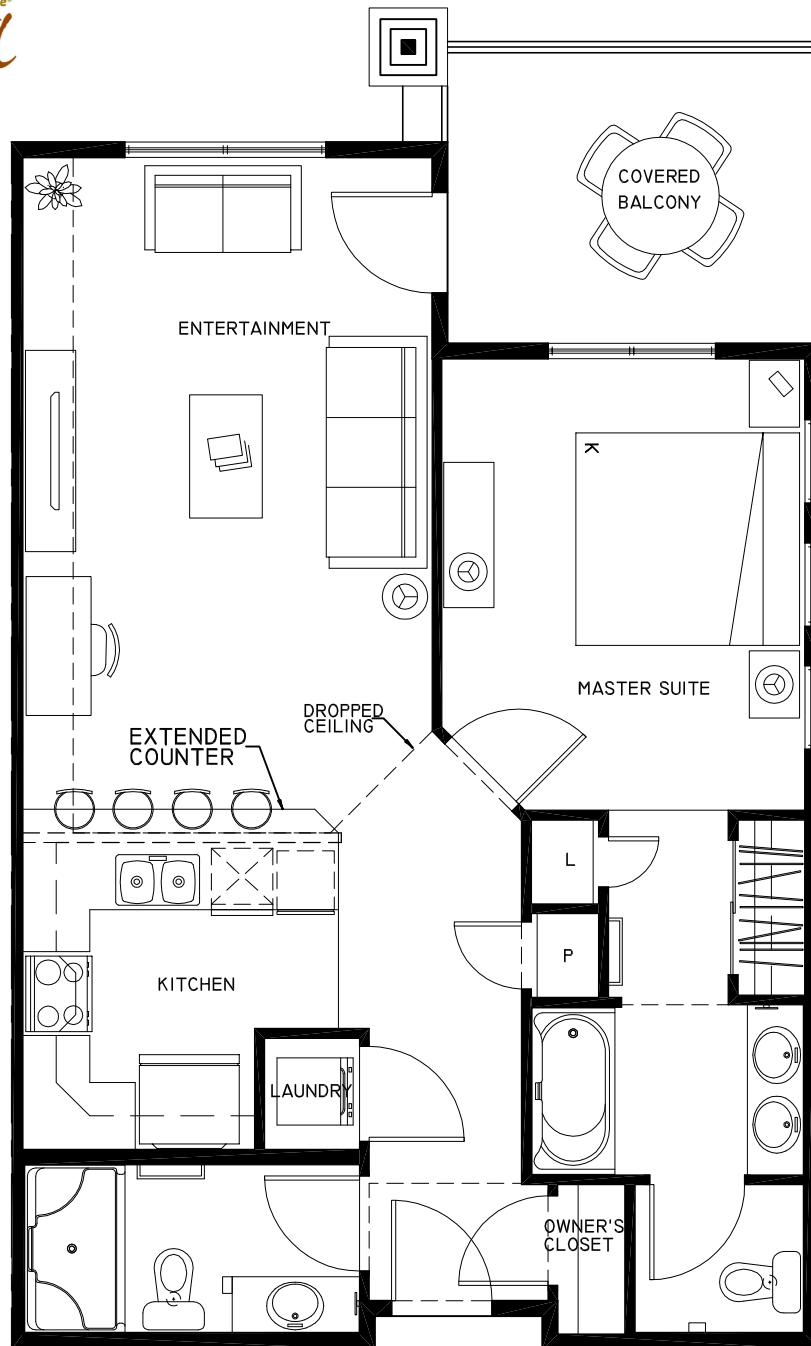 COVERED
BALCONY
ENTERTAINMENT
K
MASTER SUITE
DROPPED
CEILING
EXTENDED
COUNTER
L
P
KITCHEN
LAUNDRY
OWNER'S
CLOSET